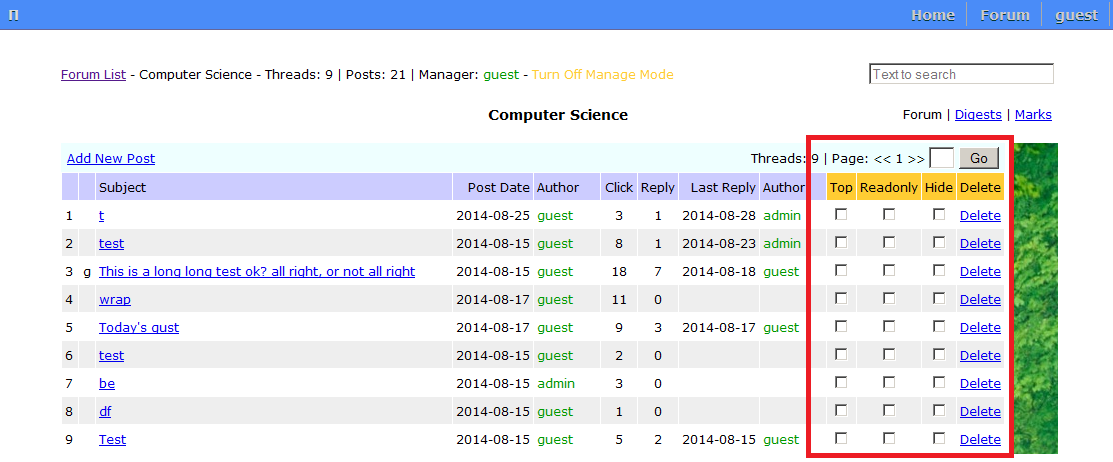 Π Home Forum guest
Forum List - Computer Science - Threads: 9 | Posts: 21 | Manager: guest - Turn Off Manage Mode Text to search
Computer Science Forum | Digests | Marks
Add New Post Threads: 9 | Page: << 1 >> Go
Subject Post Date Author Click Reply Last Reply Author Top Readonly Hide Delete
1 t 2014-08-25 guest 3 1 2014-08-28 admin Delete
2 test 2014-08-15 guest 8 1 2014-08-23 admin Delete
3 g This is a long long test ok? all right, or not all right 2014-08-15 guest 18 7 2014-08-18 guest Delete
4 wrap 2014-08-17 guest 11 0 Delete
5 Today's gust 2014-08-17 guest 9 3 2014-08-17 guest Delete
6 test 2014-08-15 guest 2 0 Delete
7 be 2014-08-15 admin 3 0 Delete
8 df 2014-08-15 guest 1 0 Delete
9 Test 2014-08-15 guest 5 2 2014-08-15 guest Delete